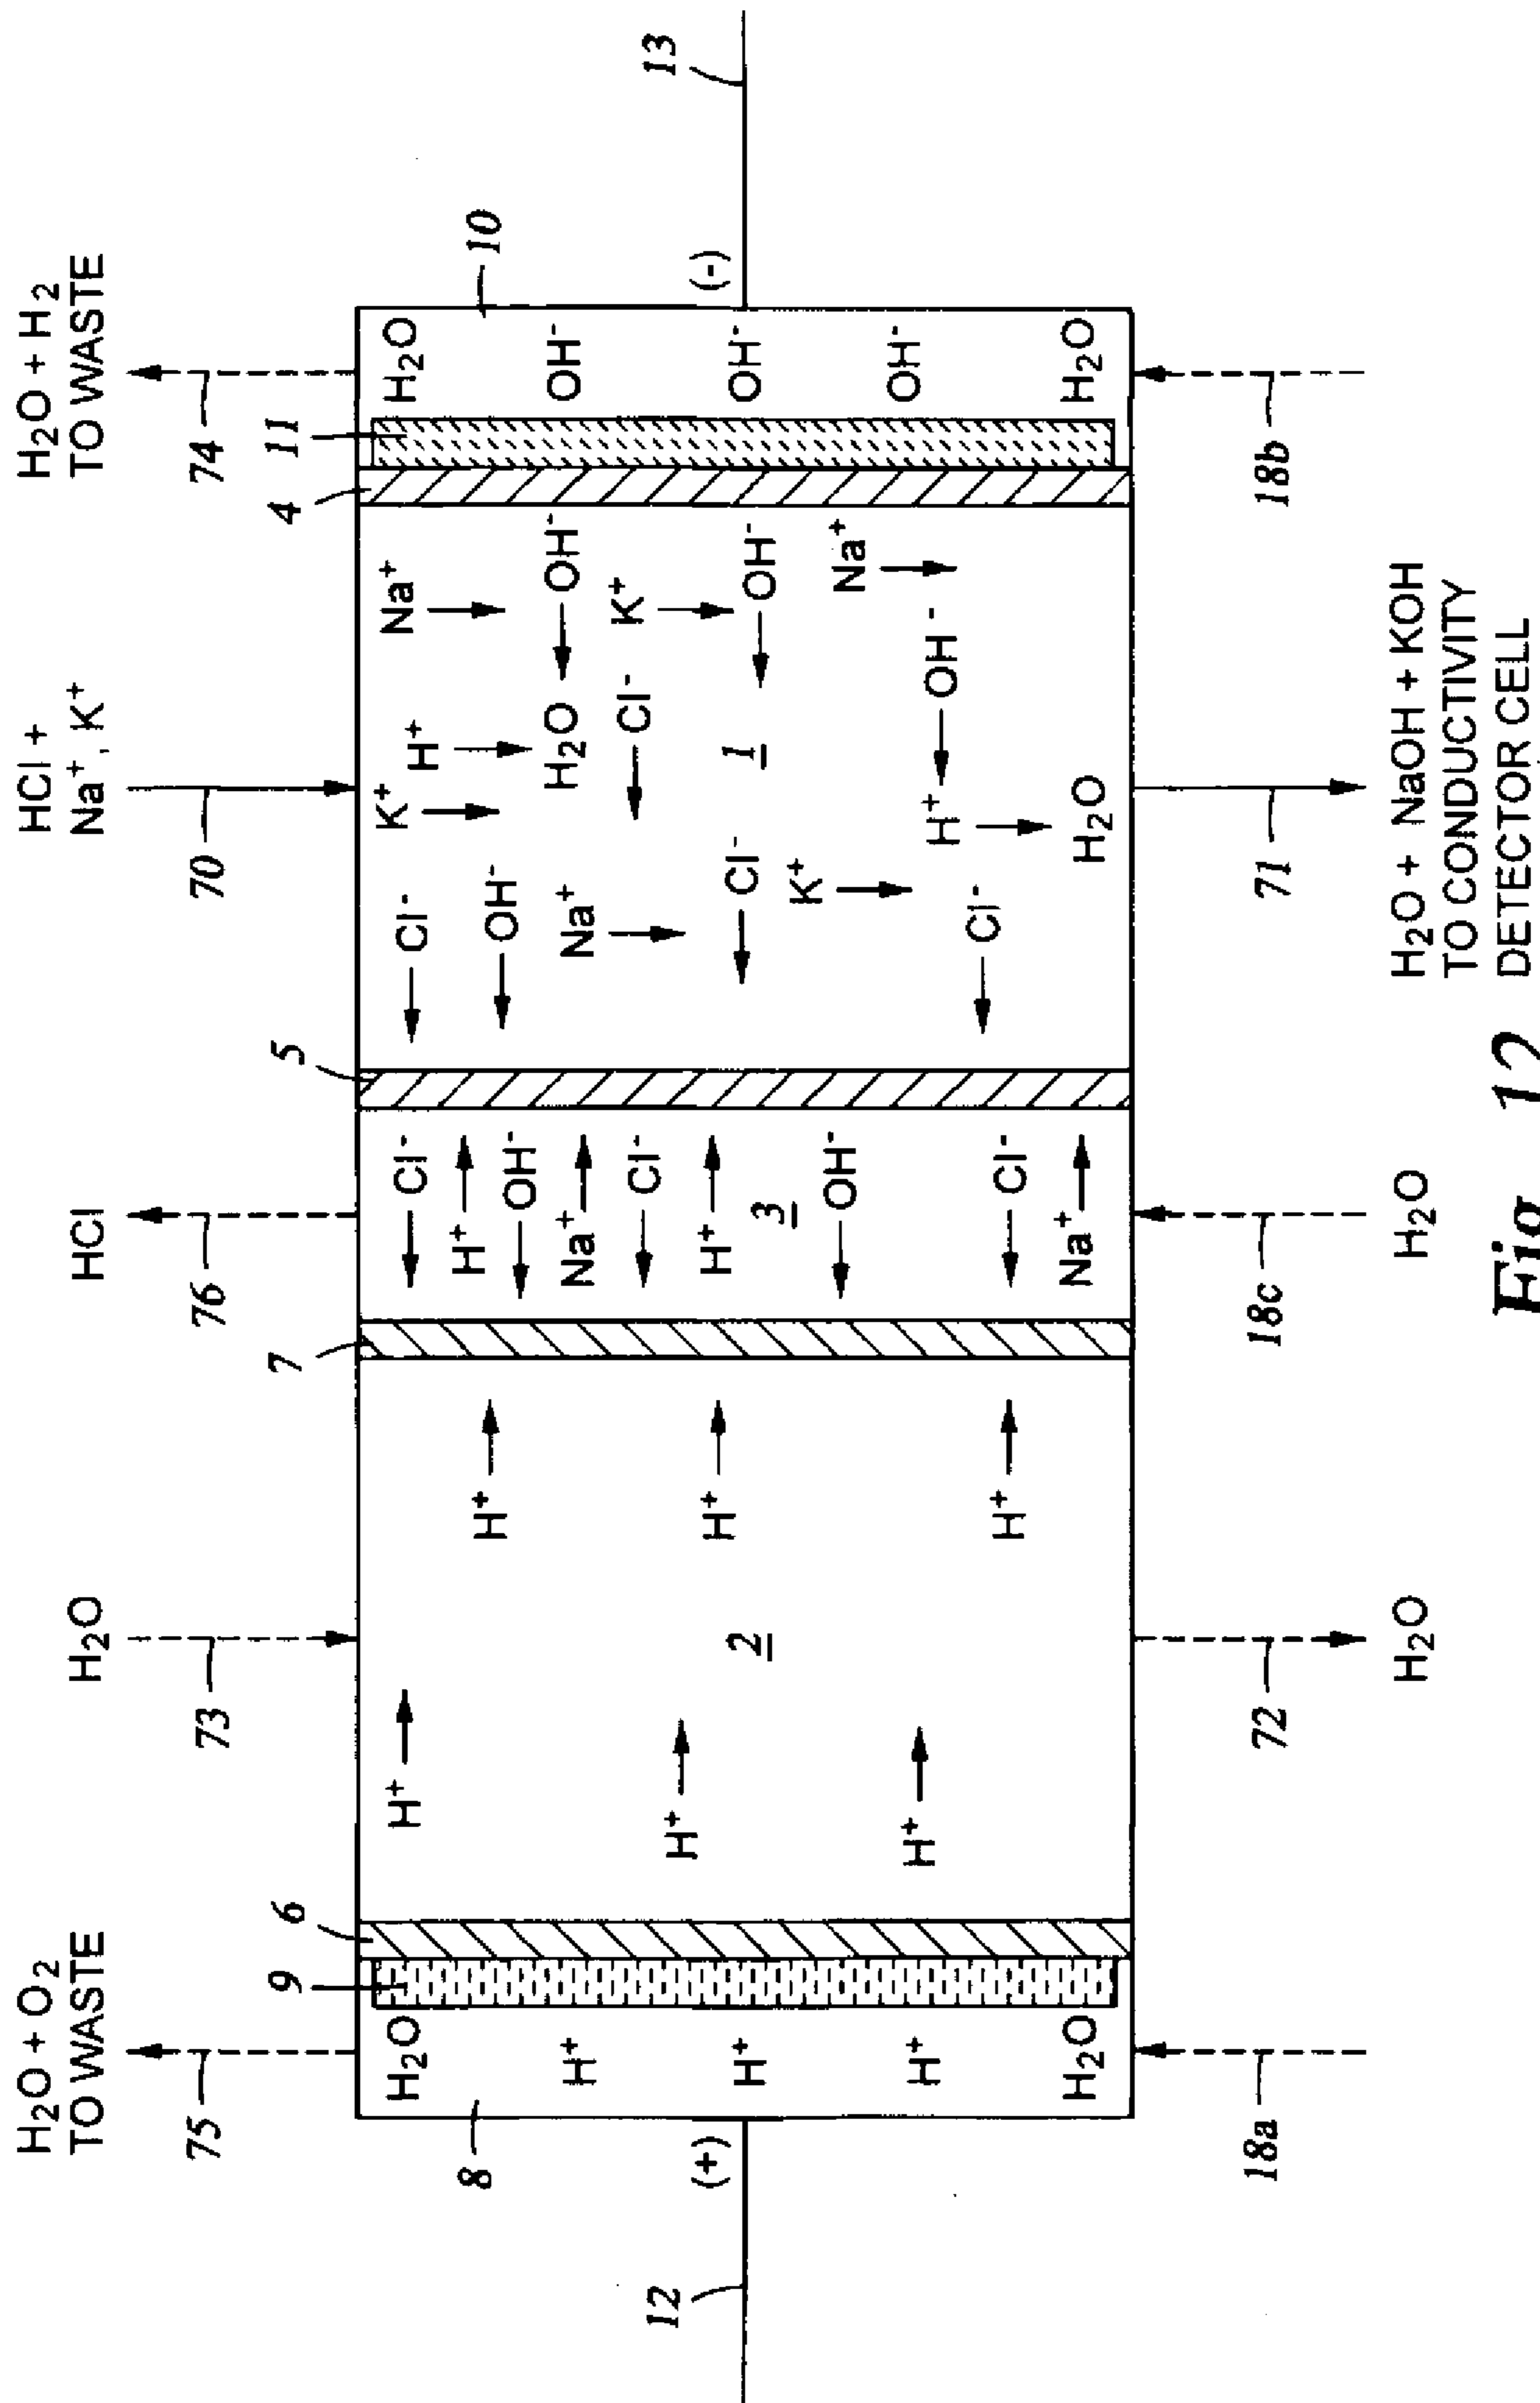 H₂O + O₂
TO WASTE
H₂O
HCl
HCl +
Na⁺, K⁺
H₂O + H₂
TO WASTE
75
73
76
70
74
9
6
7
5
4
11
8
10
H₂O
H⁺
H⁺
H⁺
H₂O
H⁺
H⁺
H⁺
2
H⁺
H⁺
H⁺
Cl⁻
H⁺
OH⁻
Na⁺
Cl⁻
H⁺
3
OH⁻
Cl⁻
Na⁺
Cl⁻
K⁺
H⁺
Na⁺
OH⁻
H₂O
OH⁻
Na⁺
Cl⁻
K⁺
Cl⁻
1
OH⁻
K⁺
Na⁺
H⁺
OH⁻
Cl⁻
H₂O
H₂O
OH⁻
OH⁻
OH⁻
H₂O
12
(+)
(-)
13
18a
72
18c
71
18b
H₂O
H₂O
H₂O + NaOH + KOH
TO CONDUCTIVITY
DETECTOR CELL
Fig 12